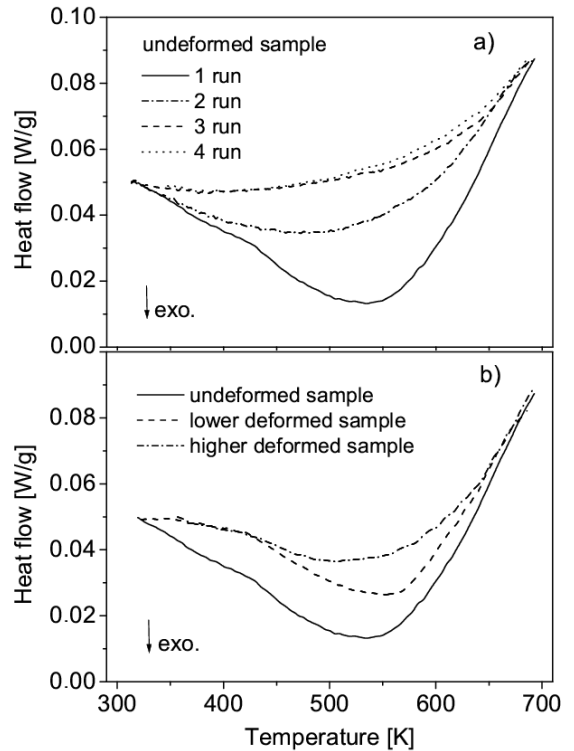 0.10
undeformed sample
a)
1 run
2 run
3 run
4 run
0.08
0.06
0.04
0.02
0.00
Heat flow [W/g]
exo.
b)
undeformed sample
lower deformed sample
higher deformed sample
0.08
0.06
0.04
0.02
0.00
Heat flow [W/g]
exo.
300 400 500 600 700
Temperature [K]